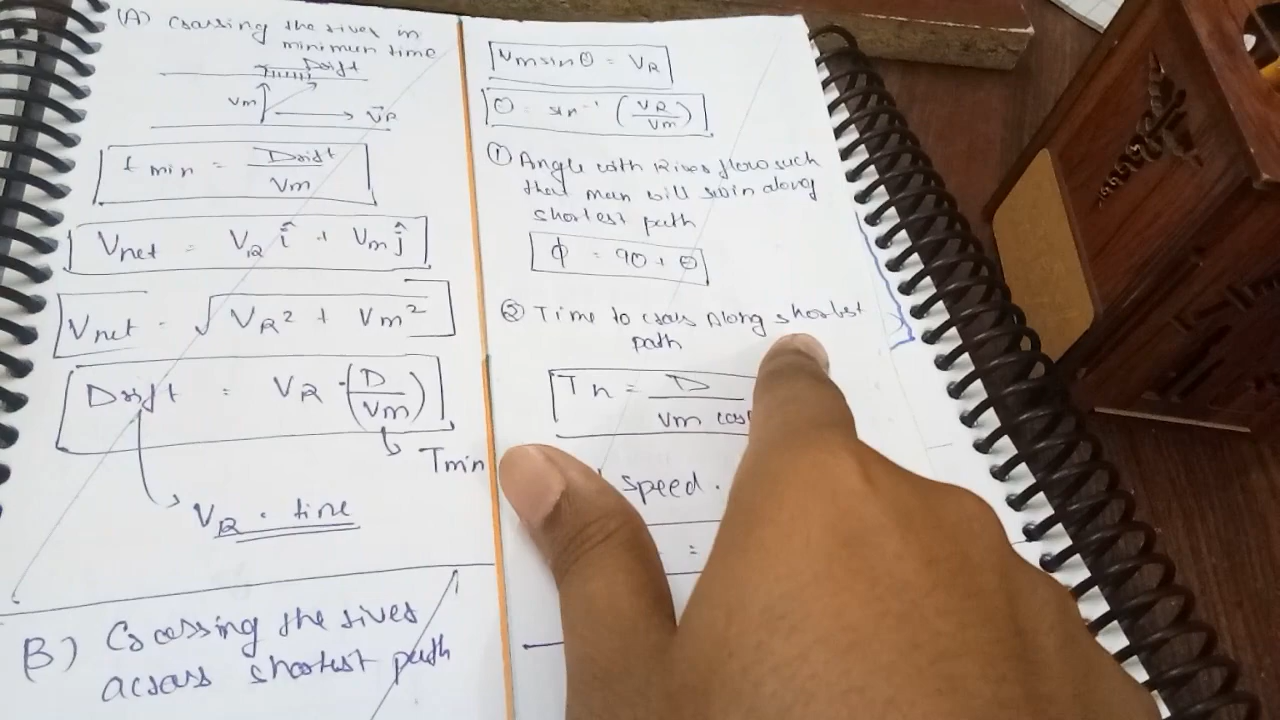 (A) Crossing the river in
minimum time
Drift
Vm
V⃗R
t min = Drift / Vm
Vnet = VR î + Vm ĵ
Vnet = √(VR² + Vm²)
Drift = VR · (D / Vm)
Tmin
VR . time
B) Crossing the river
across shortest path
Vm sin θ = VR
θ = sin⁻¹ (VR / Vm)
① Angle with River flow such
that man will swim along
shortest path
ϕ = 90 + θ
② Time to cross Along shortest
path
= D / Vm cos
speed.
=